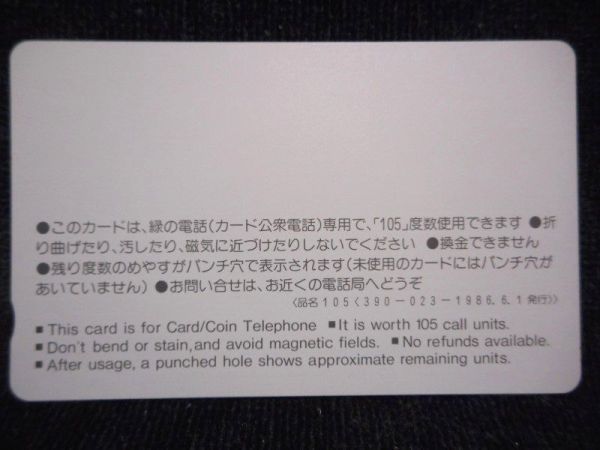 ●このカードは、緑の電話(カード公衆電話)専用で、「105」度数使用できます ●折
り曲げたり、汚したり、磁気に近づけたりしないでください ●換金できません
●残り度数のめやすがパンチ穴で表示されます(未使用のカードにはパンチ穴が
あいていません) ●お問い合せは、お近くの電話局へどうぞ
〈品名105〈390-023-1986.6.1発行〉〉
■This card is for Card/Coin Telephone ■It is worth 105 call units.
■Don't bend or stain,and avoid magnetic fields. ■No refunds available.
■After usage, a punched hole shows approximate remaining units.